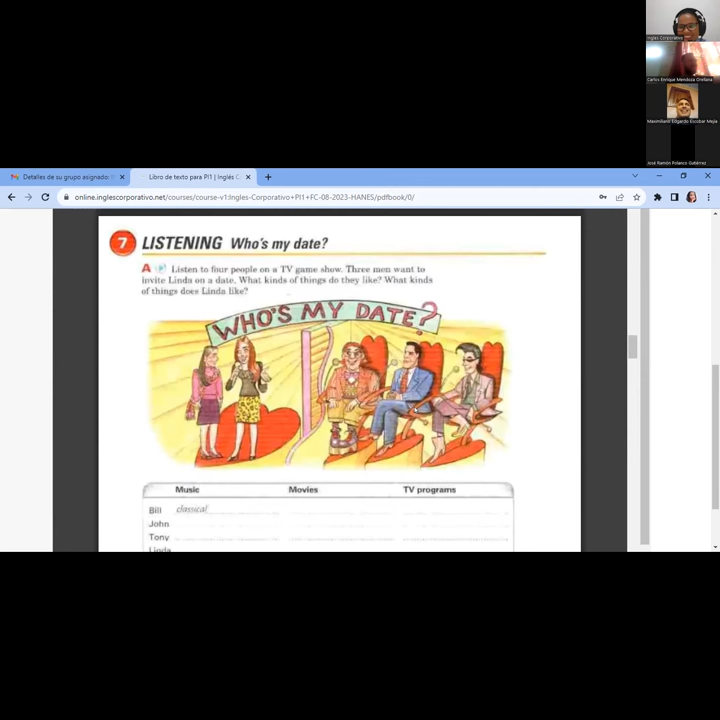 Ingles Corporativo
Carlos Enrique Mendoza Orellana
Maximiliano Edgardo Escobar Mejia
José Ramón Polanco Gutiérrez
Detalles de su grupo asignado:
Libro de texto para PI1 | Inglés C
online.inglescorporativo.net/courses/course-v1:Ingles-Corporativo+PI1+FC-08-2023-HANES/pdfbook/0/
7 LISTENING Who's my date?
A Listen to four people on a TV game show. Three men want to
invite Linda on a date. What kinds of things do they like? What kinds
of things does Linda like?
WHO'S MY DATE?
Music Movies TV programs
Bill classical
John
Tony
Linda